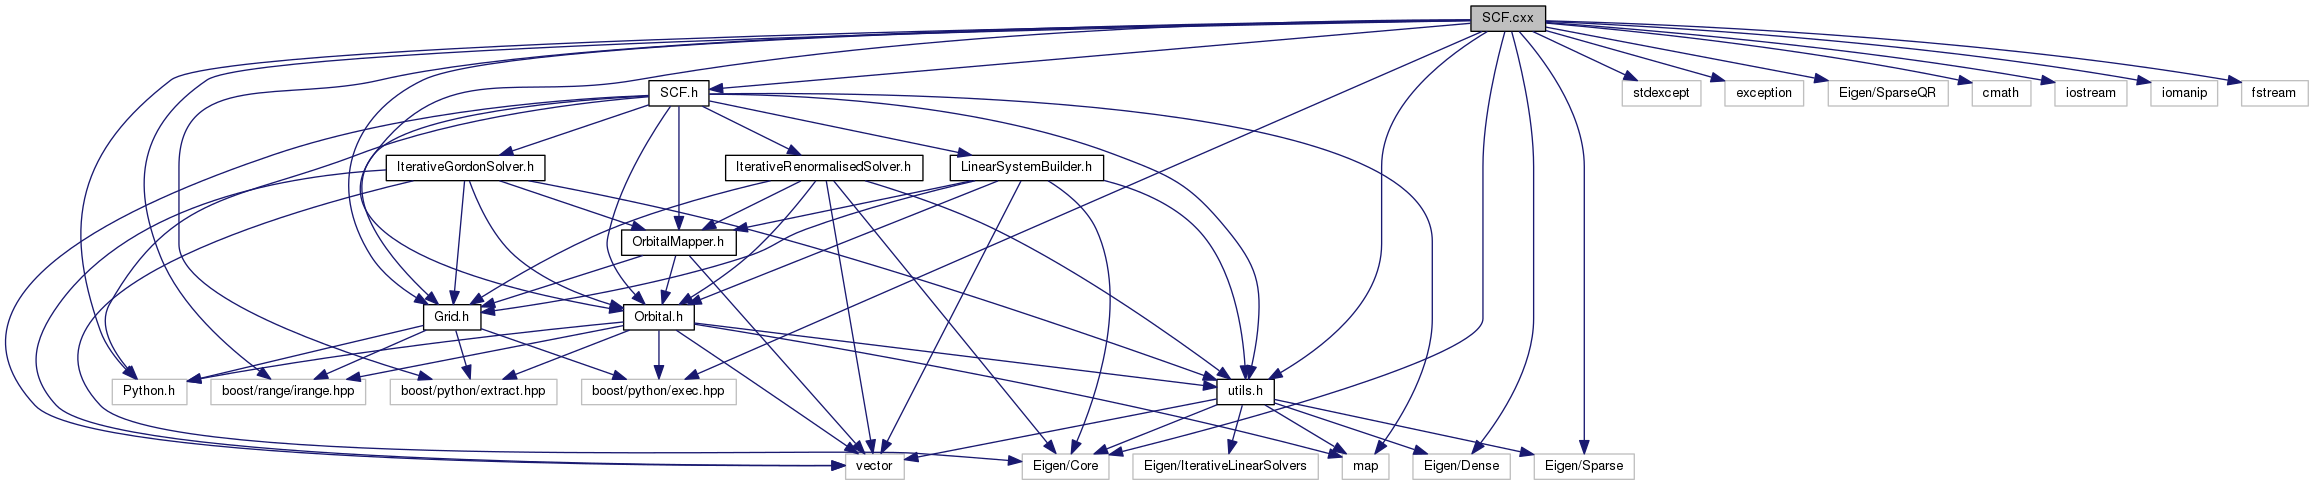 SCF.cxx
SCF.h
stdexcept
exception
Eigen/SparseQR
cmath
iostream
iomanip
fstream
IterativeGordonSolver.h
IterativeRenormalisedSolver.h
LinearSystemBuilder.h
OrbitalMapper.h
Grid.h
Orbital.h
Python.h
boost/range/irange.hpp
boost/python/extract.hpp
boost/python/exec.hpp
utils.h
vector
Eigen/Core
Eigen/IterativeLinearSolvers
map
Eigen/Dense
Eigen/Sparse